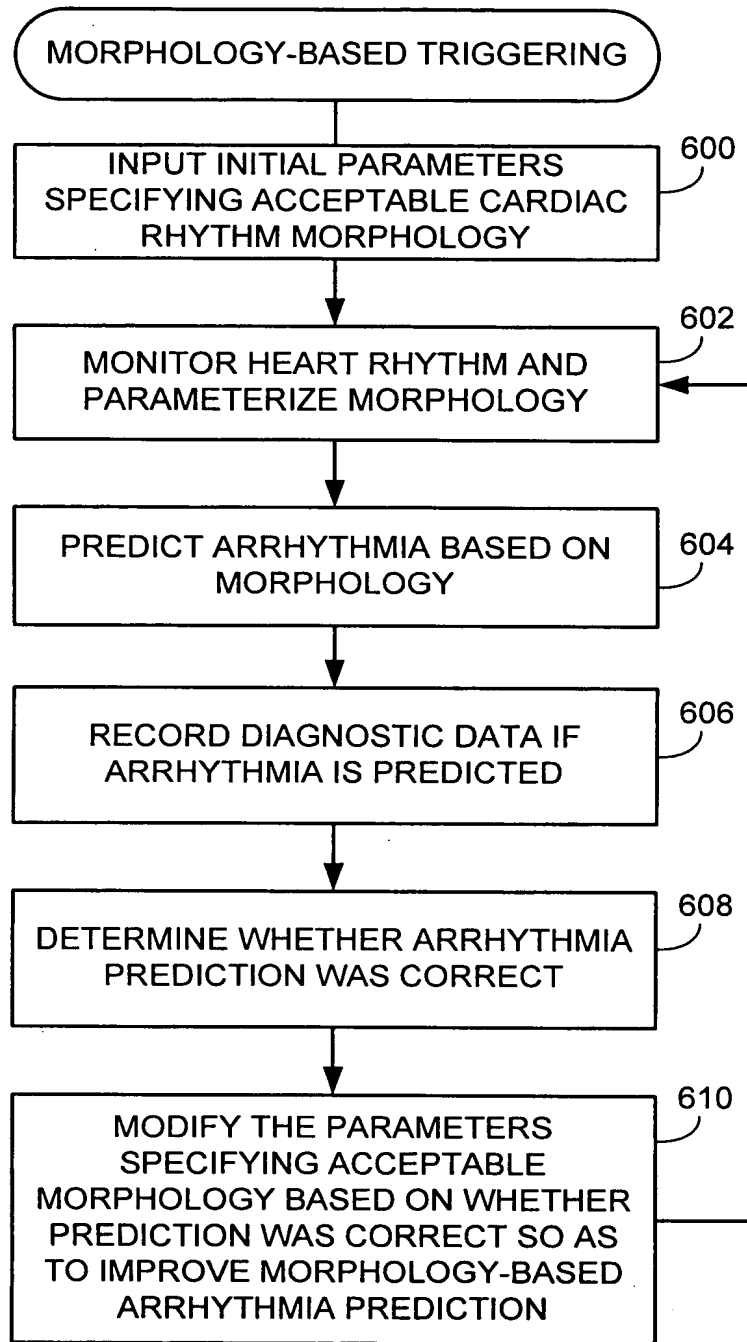 MORPHOLOGY-BASED TRIGGERING
600
INPUT INITIAL PARAMETERS
SPECIFYING ACCEPTABLE CARDIAC
RHYTHM MORPHOLOGY
602
MONITOR HEART RHYTHM AND
PARAMETERIZE MORPHOLOGY
PREDICT ARRHYTHMIA BASED ON
MORPHOLOGY
604
606
RECORD DIAGNOSTIC DATA IF
ARRHYTHMIA IS PREDICTED
608
DETERMINE WHETHER ARRHYTHMIA
PREDICTION WAS CORRECT
610
MODIFY THE PARAMETERS
SPECIFYING ACCEPTABLE
MORPHOLOGY BASED ON WHETHER
PREDICTION WAS CORRECT SO AS
TO IMPROVE MORPHOLOGY-BASED
ARRHYTHMIA PREDICTION